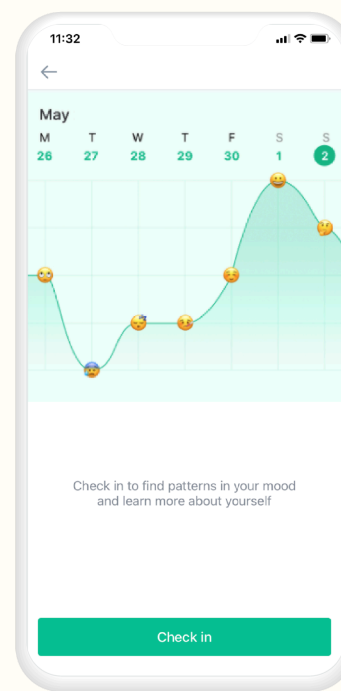 11:32
May
M T W T F S S
26 27 28 29 30 1 2
Check in to find patterns in your mood
and learn more about yourself
Check in